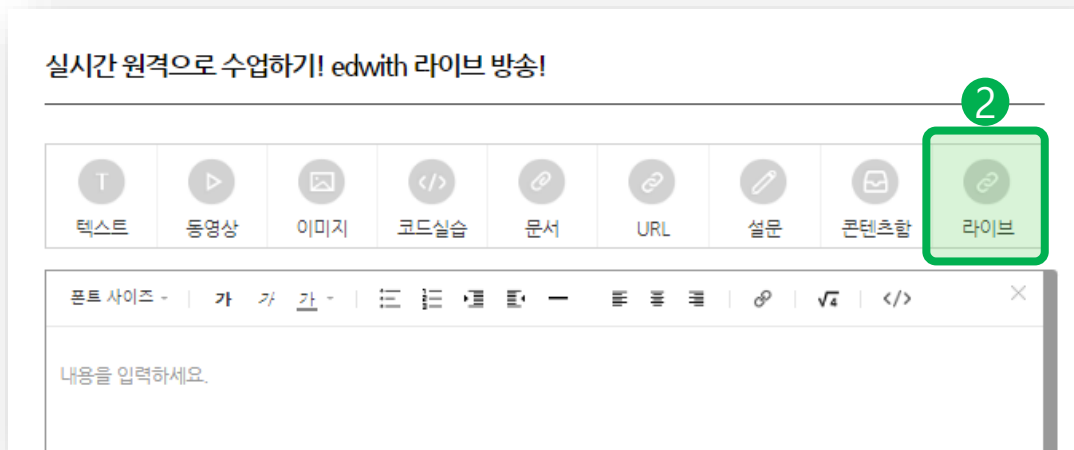 실시간 원격으로 수업하기! edwith 라이브 방송!
2
텍스트 동영상 이미지 코드실습 문서 URL 설문 콘텐츠함 라이브
폰트 사이즈 가 가 가
내용을 입력하세요.